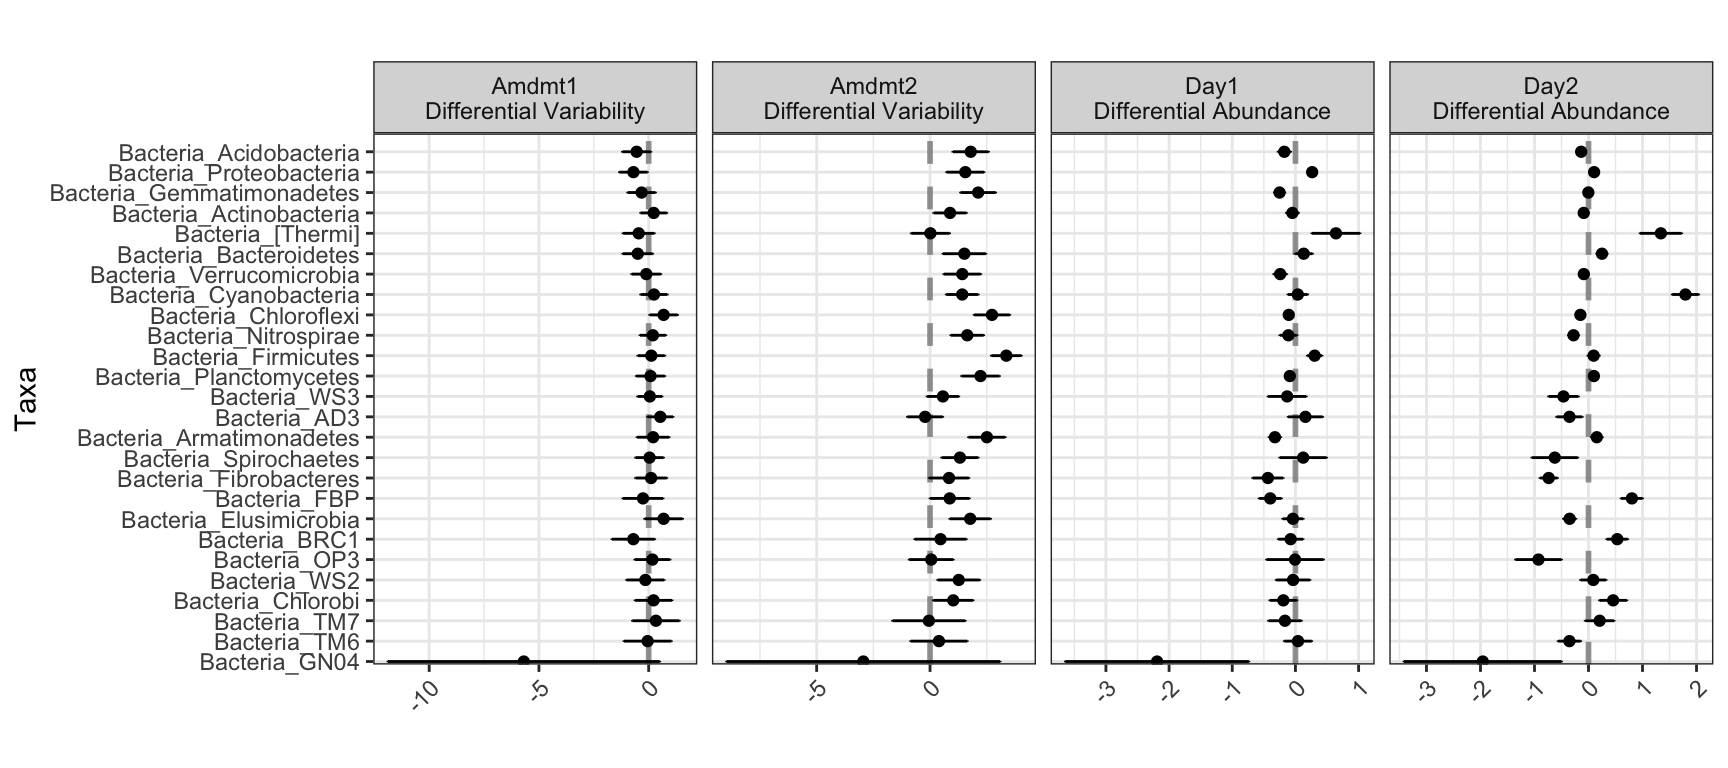 Amdmt1
Differential Variability
Amdmt2
Differential Variability
Day1
Differential Abundance
Day2
Differential Abundance
Taxa
Bacteria_Acidobacteria
Bacteria_Proteobacteria
Bacteria_Gemmatimonadetes
Bacteria_Actinobacteria
Bacteria_[Thermi]
Bacteria_Bacteroidetes
Bacteria_Verrucomicrobia
Bacteria_Cyanobacteria
Bacteria_Chloroflexi
Bacteria_Nitrospirae
Bacteria_Firmicutes
Bacteria_Planctomycetes
Bacteria_WS3
Bacteria_AD3
Bacteria_Armatimonadetes
Bacteria_Spirochaetes
Bacteria_Fibrobacteres
Bacteria_FBP
Bacteria_Elusimicrobia
Bacteria_BRC1
Bacteria_OP3
Bacteria_WS2
Bacteria_Chlorobi
Bacteria_TM7
Bacteria_TM6
Bacteria_GN04
-10 -5 0
-5 0
-3 -2 -1 0 1
-3 -2 -1 0 1 2